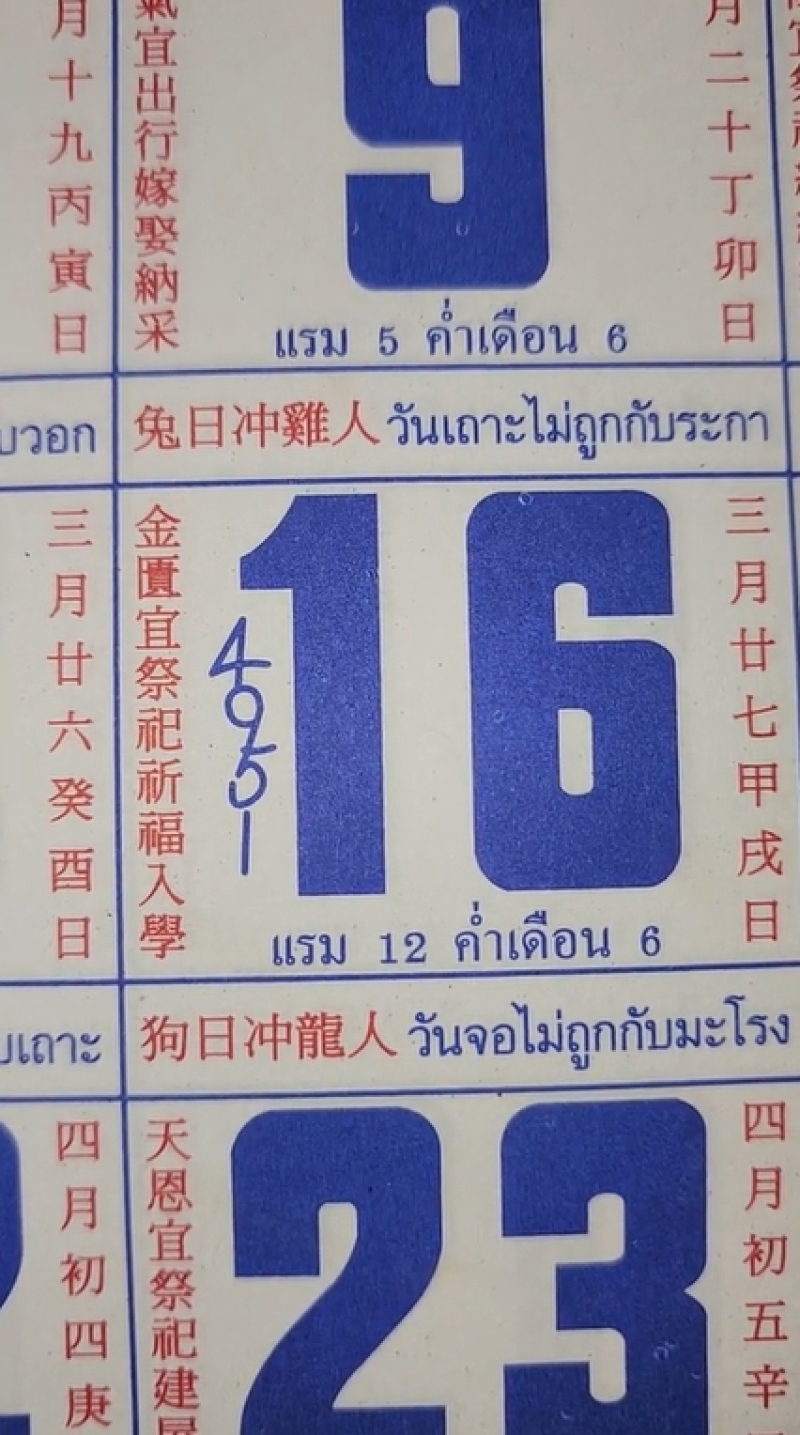 月十九丙寅日
氣宜出行嫁娶納采
9
月二十丁卯日
แรม 5 ค่ำเดือน 6
บวอก
兔日冲雞人 วันเถาะไม่ถูกกับระกา
三月廿六癸酉日
金匱宜祭祀祈福入學
4951
16
三月廿七甲戌日
แรม 12 ค่ำเดือน 6
บเถาะ
狗日冲龍人 วันจอไม่ถูกกับมะโรง
四月初四庚
天恩宜祭祀建
23
四月初五辛